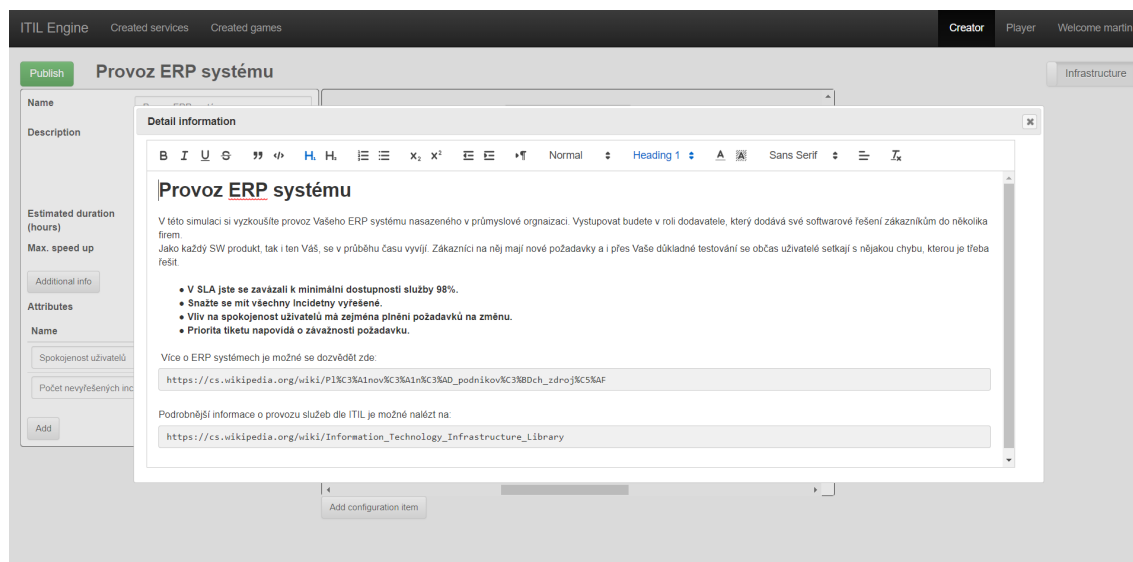 ITIL Engine Created services Created games Creator Player Welcome martin
Publish Provoz ERP systému Infrastructure
Name
Description
Estimated duration
(hours)
Max. speed up
Additional info
Attributes
Name
Spokojenost uživatelů
Počet nevyřešených inc
Add
Detail information
Normal Heading 1 Sans Serif
Provoz ERP systému
V této simulaci si vyzkoušíte provoz Vašeho ERP systému nasazeného v průmyslové orgnaizaci. Vystupovat budete v roli dodavatele, který dodává své softwarové řešení zákazníkům do několika
firem.
Jako každý SW produkt, tak i ten Váš, se v průběhu času vyvíjí. Zákazníci na něj mají nové požadavky a i přes Vaše důkladné testování se občas uživatelé setkají s nějakou chybu, kterou je třeba
řešit.
● V SLA jste se zavázali k minimální dostupnosti služby 98%.
● Snažte se mít všechny Incidetny vyřešené.
● Vliv na spokojenost uživatelů má zejména plnění požadavků na změnu.
● Priorita tiketu napovídá o závažnosti požadavku.
Více o ERP systémech je možné se dozvědět zde:
https://cs.wikipedia.org/wiki/Pl%C3%A1nov%C3%A1n%C3%AD_podnikov%C3%BDch_zdroj%C5%AF
Podrobnější informace o provozu služeb dle ITIL je možné nalézt na:
https://cs.wikipedia.org/wiki/Information_Technology_Infrastructure_Library
Add configuration item